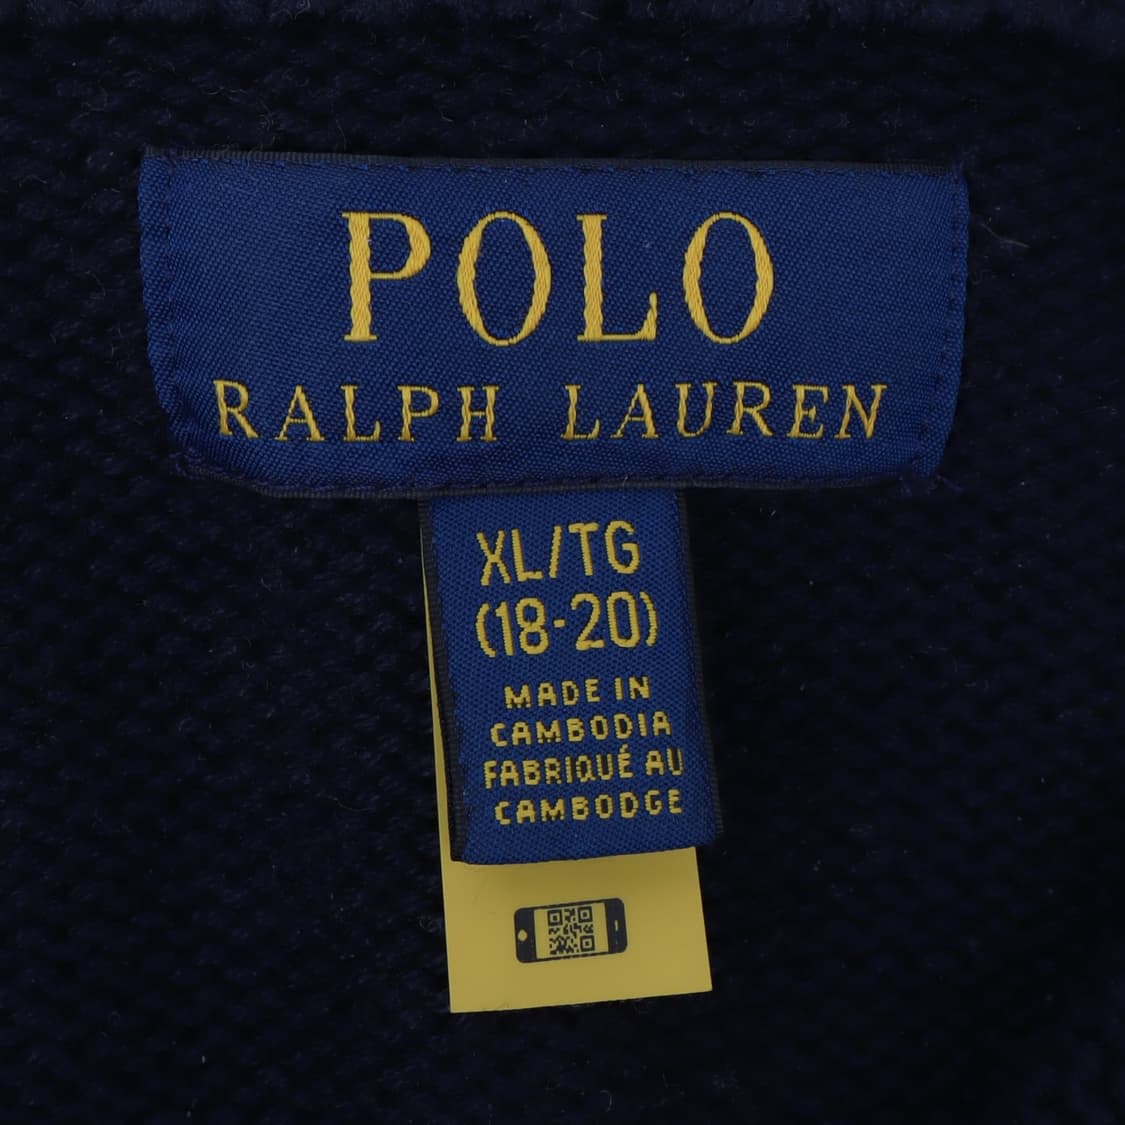 POLO
RALPH LAUREN
XL/TG
(18-20)
MADE IN
CAMBODIA
FABRIQUÉ AU
CAMBODGE